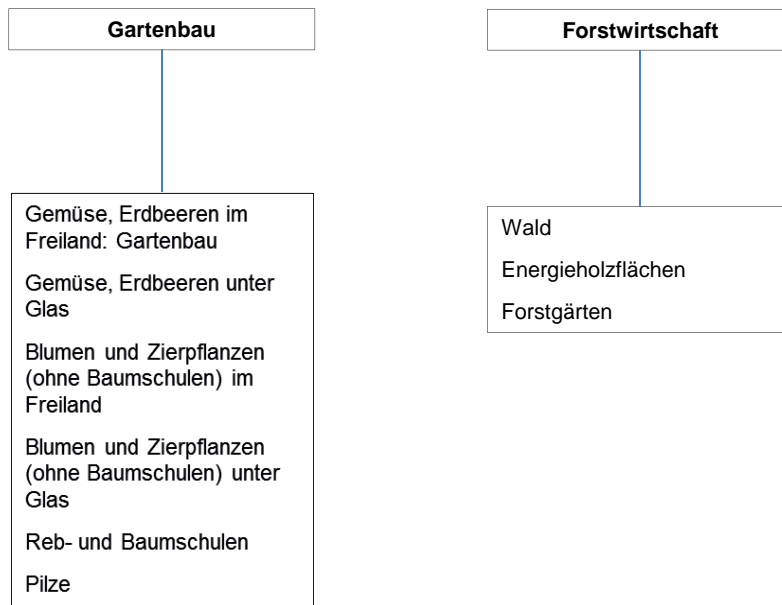 Gartenbau
Gemüse, Erdbeeren im
Freiland: Gartenbau
Gemüse, Erdbeeren unter
Glas
Blumen und Zierpflanzen
(ohne Baumschulen) im
Freiland
Blumen und Zierpflanzen
(ohne Baumschulen) unter
Glas
Reb- und Baumschulen
Pilze
Forstwirtschaft
Wald
Energieholzflächen
Forstgärten